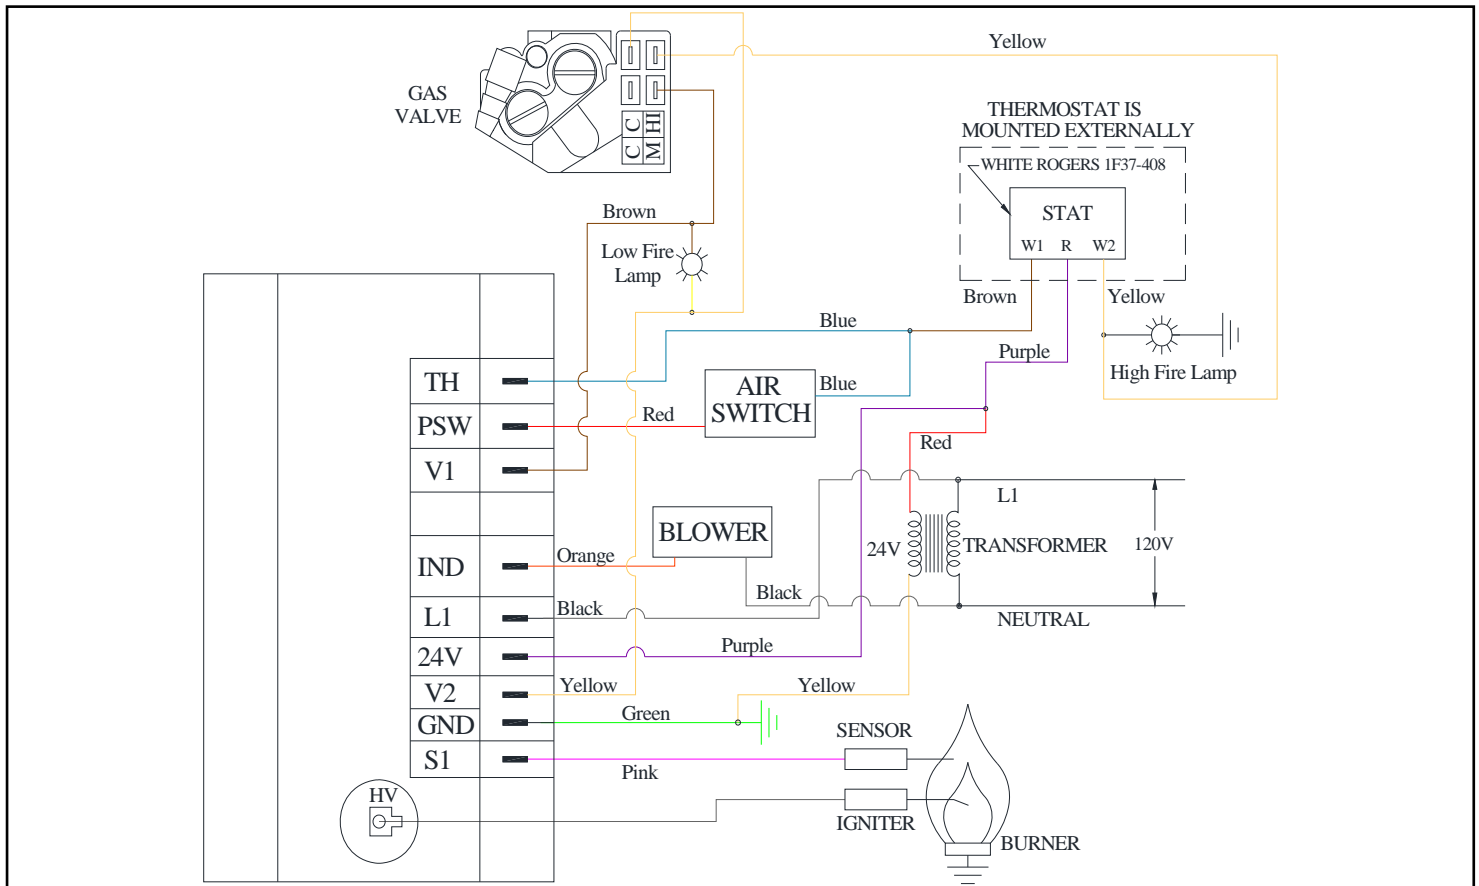 Yellow
GAS
VALVE
C C HI
C M
THERMOSTAT IS
MOUNTED EXTERNALLY
WHITE ROGERS 1F37-408
STAT
W1 R W2
Brown
Low Fire
Lamp
Brown
Yellow
Blue
Purple
High Fire Lamp
TH
AIR
SWITCH
Blue
PSW
Red
Red
V1
L1
BLOWER
24V
TRANSFORMER
120V
IND
Orange
Black
L1
Black
NEUTRAL
24V
Purple
V2
Yellow
Yellow
GND
Green
SENSOR
S1
Pink
HV
IGNITER
BURNER